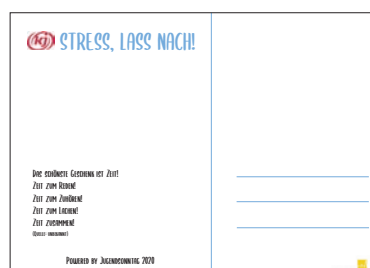 kj STRESS, LASS NACH!
Das schönste Geschenk ist Zeit!
Zeit zum Reden!
Zeit zum Zuhören!
Zeit zum Lachen!
Zeit zusammen!
(Quelle: unbekannt)
Powered by Jugendsonntag 2020